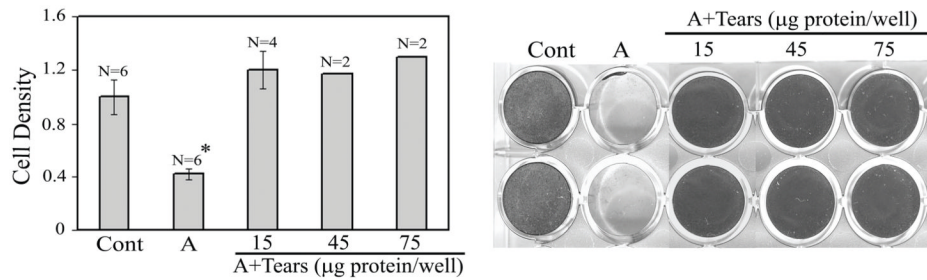 1.6
1.2
0.8
0.4
0
Cell Density
N=6
N=6*
N=4
N=2
N=2
Cont A 15 45 75
A+Tears (µg protein/well)
A+Tears (µg protein/well)
Cont A 15 45 75